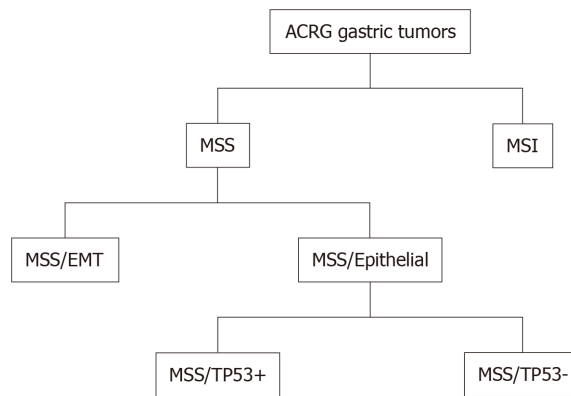 ACRG gastric tumors
MSS
MSI
MSS/EMT
MSS/Epithelial
MSS/TP53+
MSS/TP53-